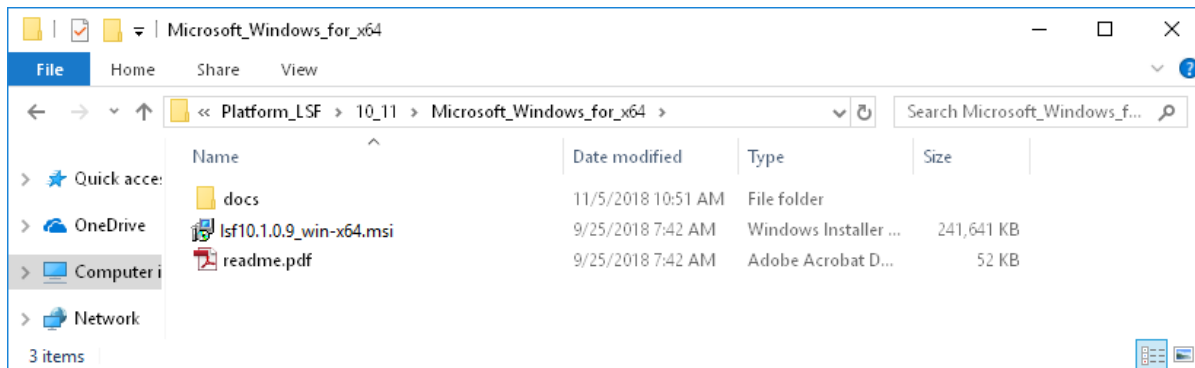 Microsoft_Windows_for_x64
File Home Share View
« Platform_LSF > 10_11 > Microsoft_Windows_for_x64 > Search Microsoft_Windows_f...
Name Date modified Type Size
Quick acce
docs 11/5/2018 10:51 AM File folder
OneDrive
lsf10.1.0.9_win-x64.msi 9/25/2018 7:42 AM Windows Installer ... 241,641 KB
Computer i
readme.pdf 9/25/2018 7:42 AM Adobe Acrobat D... 52 KB
Network
3 items